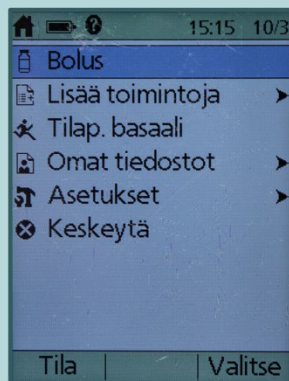 15:15 10/3
Bolus
Lisää toimintoja
Tilap. basaali
Omat tiedostot
Asetukset
Keskeytä
Tila Valitse